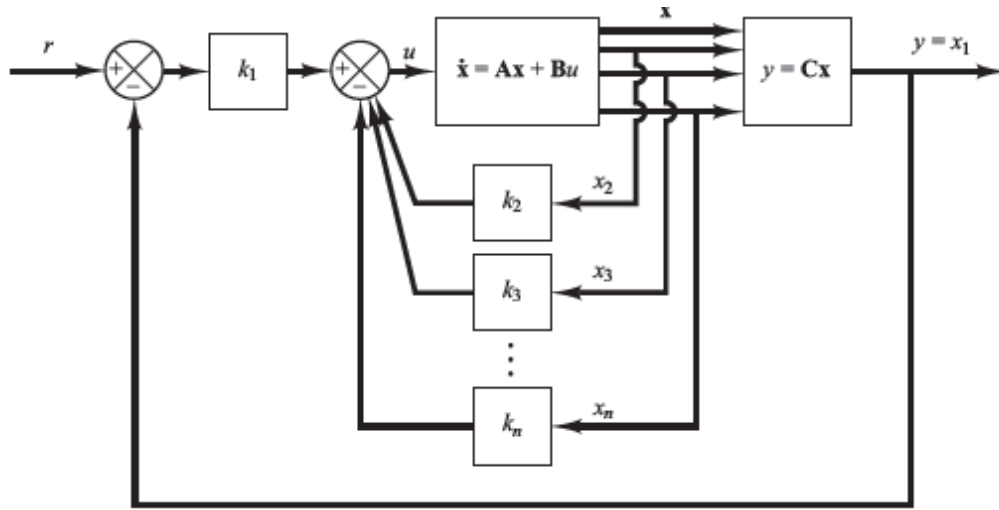 x
r
+
−
k₁
+
−
u
ẋ = Ax + Bu
y = Cx
y = x₁
k₂
x₂
k₃
x₃
⋮
kₙ
xₙ